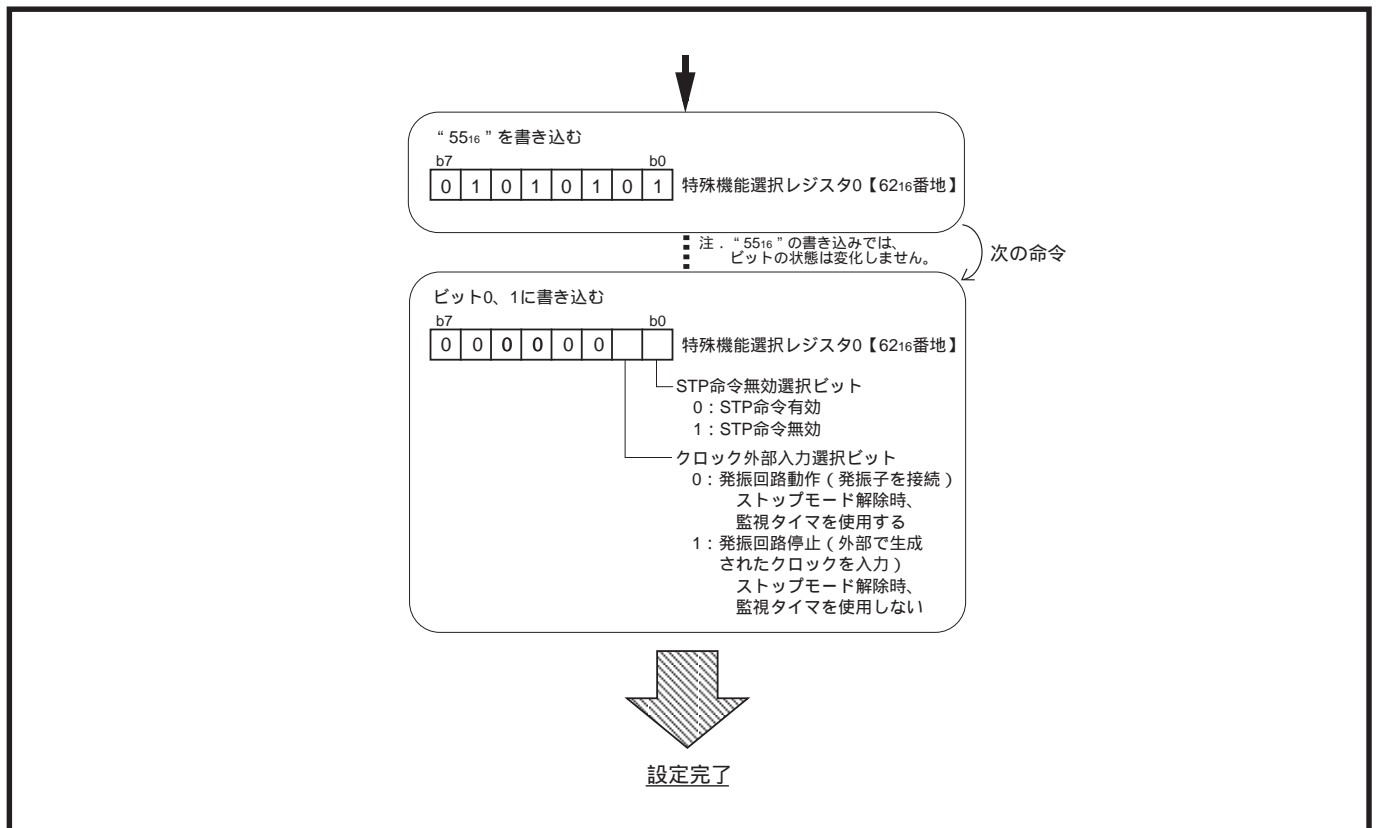 “ 5516 ” を書き込む
b7 b0
0 1 0 1 0 1 0 1 特殊機能選択レジスタ0【6216番地】
注．“ 5516 ” の書き込みでは、
ビットの状態は変化しません。
次の命令
ビット0、1に書き込む
b7 b0
0 0 0 0 0 0 特殊機能選択レジスタ0【6216番地】
STP命令無効選択ビット
0：STP命令有効
1：STP命令無効
クロック外部入力選択ビット
0：発振回路動作（発振子を接続）
ストップモード解除時、
監視タイマを使用する
1：発振回路停止（外部で生成
されたクロックを入力）
ストップモード解除時、
監視タイマを使用しない
設定完了